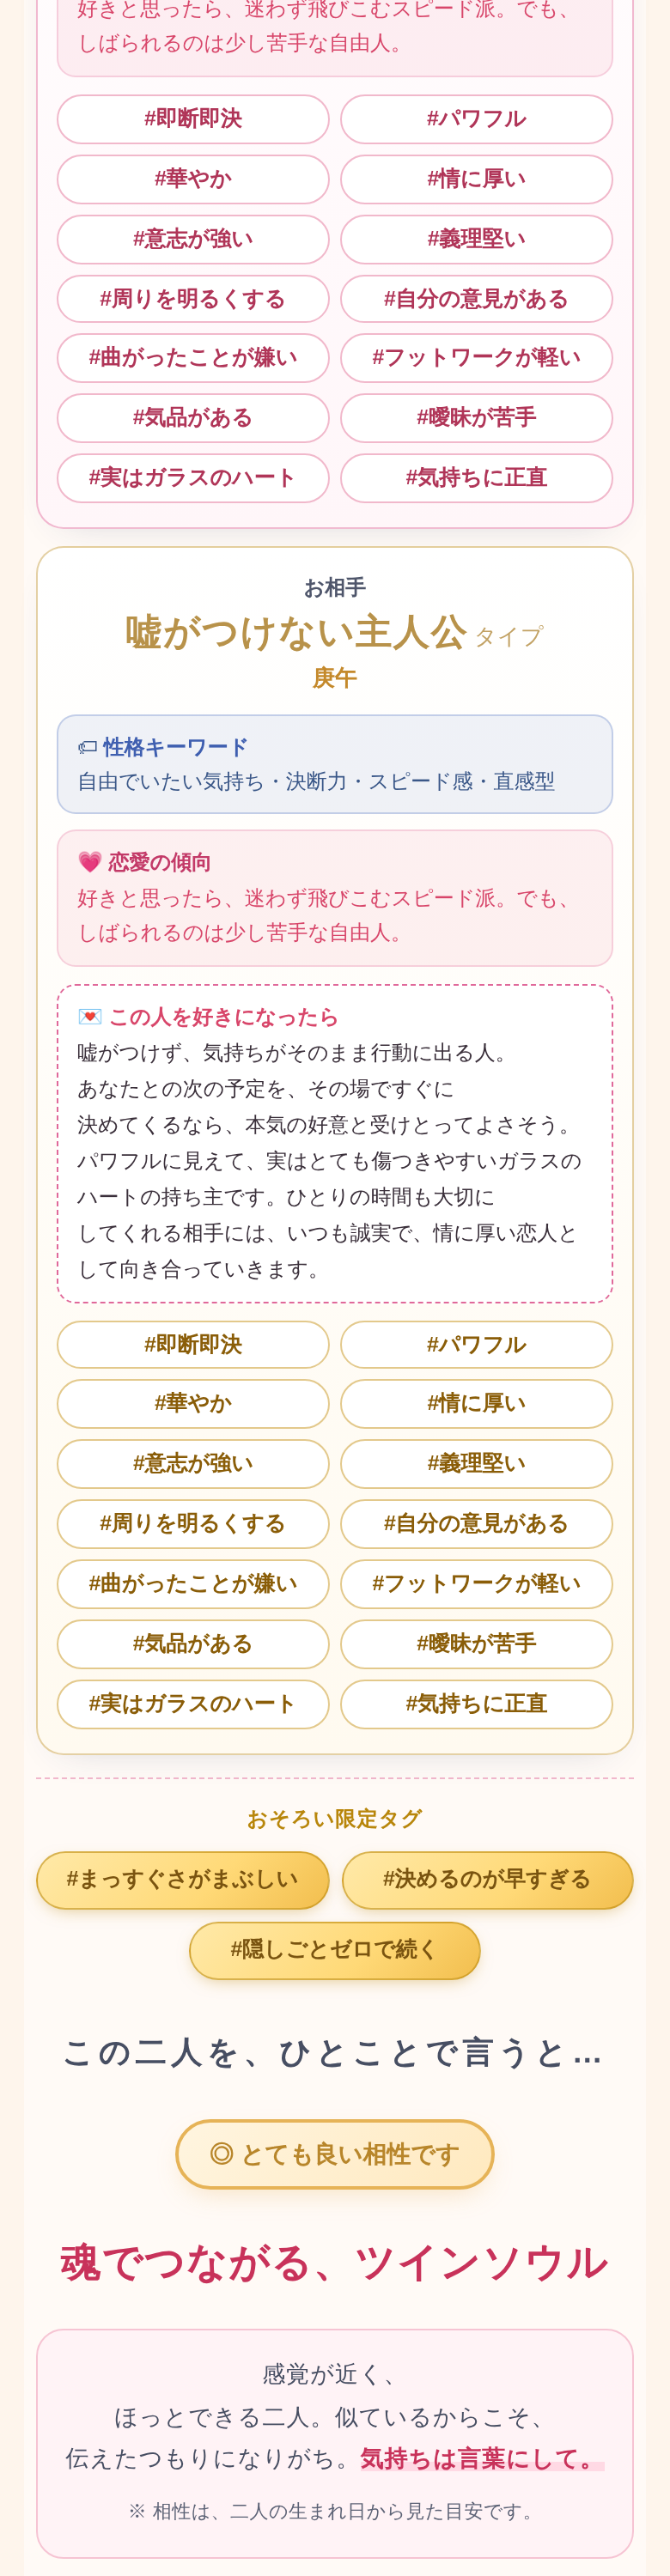 好きと思ったら、迷わず飛びこむスピード派。でも、
しばられるのは少し苦手な自由人。
#即断即決
#パワフル
#華やか
#情に厚い
#意志が強い
#義理堅い
#周りを明るくする
#自分の意見がある
#曲がったことが嫌い
#フットワークが軽い
#気品がある
#曖昧が苦手
#実はガラスのハート
#気持ちに正直
お相手
嘘がつけない主人公 タイプ
庚午
🏷 性格キーワード
自由でいたい気持ち・決断力・スピード感・直感型
💗 恋愛の傾向
好きと思ったら、迷わず飛びこむスピード派。でも、
しばられるのは少し苦手な自由人。
💌 この人を好きになったら
嘘がつけず、気持ちがそのまま行動に出る人。
あなたとの次の予定を、その場ですぐに
決めてくるなら、本気の好意と受けとってよさそう。
パワフルに見えて、実はとても傷つきやすいガラスの
ハートの持ち主です。ひとりの時間も大切に
してくれる相手には、いつも誠実で、情に厚い恋人と
して向き合っていきます。
#即断即決
#パワフル
#華やか
#情に厚い
#意志が強い
#義理堅い
#周りを明るくする
#自分の意見がある
#曲がったことが嫌い
#フットワークが軽い
#気品がある
#曖昧が苦手
#実はガラスのハート
#気持ちに正直
おそろい限定タグ
#まっすぐさがまぶしい
#決めるのが早すぎる
#隠しごとゼロで続く
この二人を、ひとことで言うと…
◎ とても良い相性です
魂でつながる、ツインソウル
感覚が近く、
ほっとできる二人。似ているからこそ、
伝えたつもりになりがち。気持ちは言葉にして。
※ 相性は、二人の生まれ日から見た目安です。